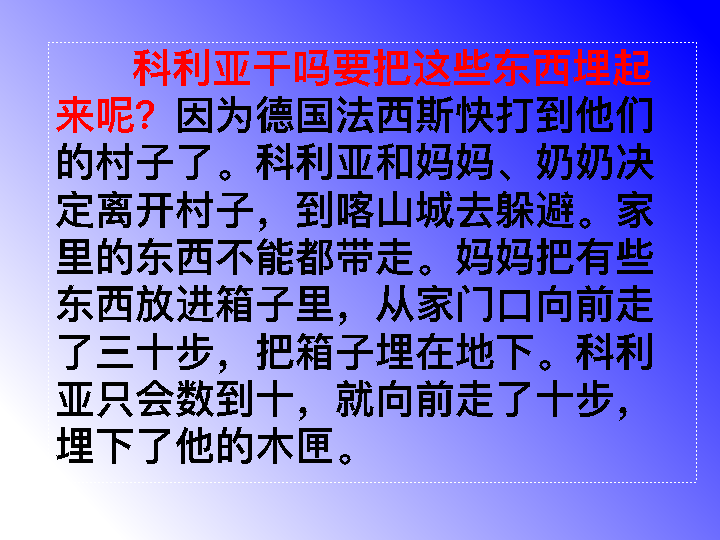 科利亚干吗要把这些东西埋起
来呢？因为德国法西斯快打到他们
的村子了。科利亚和妈妈、奶奶决
定离开村子，到喀山城去躲避。家
里的东西不能都带走。妈妈把有些
东西放进箱子里，从家门口向前走
了三十步，把箱子埋在地下。科利
亚只会数到十，就向前走了十步，
埋下了他的木匣。